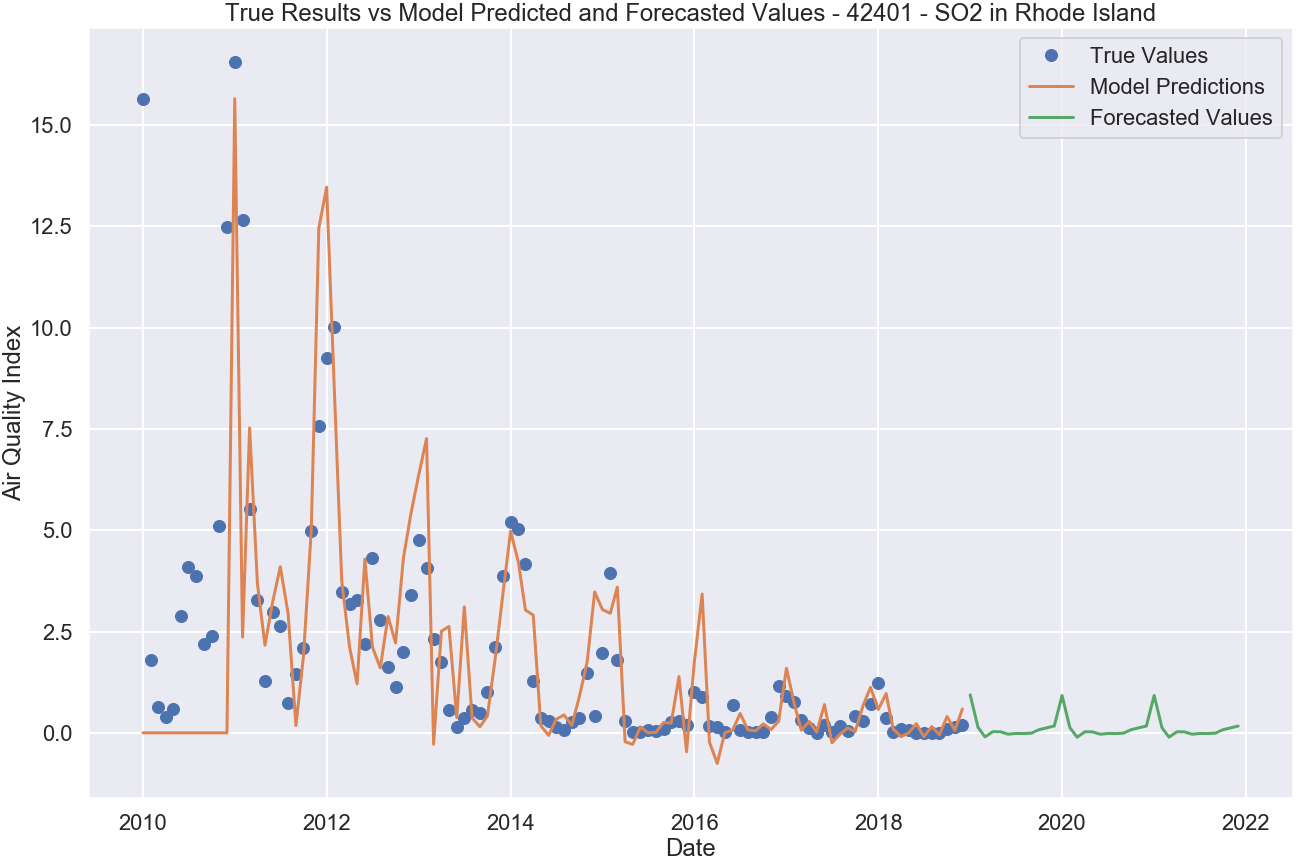 True Results vs Model Predicted and Forecasted Values - 42401 - SO2 in Rhode Island
True Values
Model Predictions
Forecasted Values
Air Quality Index
15.0
12.5
10.0
7.5
5.0
2.5
0.0
2010 2012 2014 2016 2018 2020 2022
Date